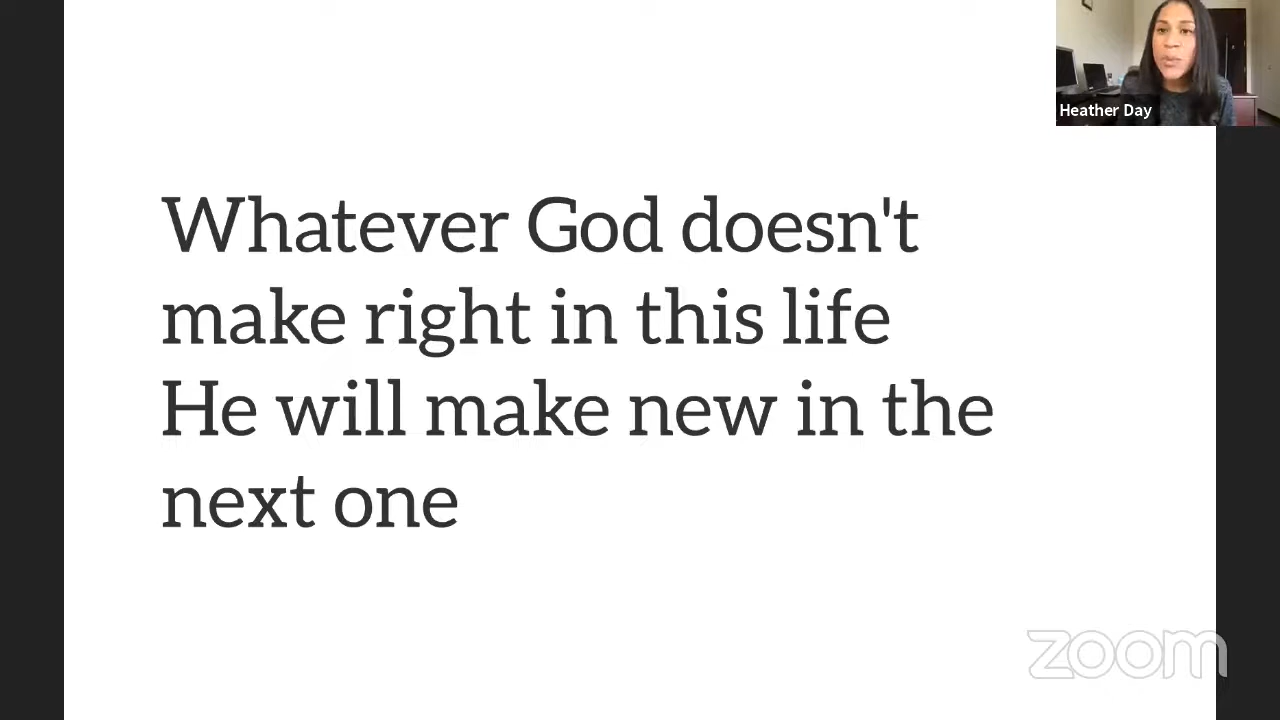 Heather Day
Whatever God doesn't
make right in this life
He will make new in the
next one
zoom